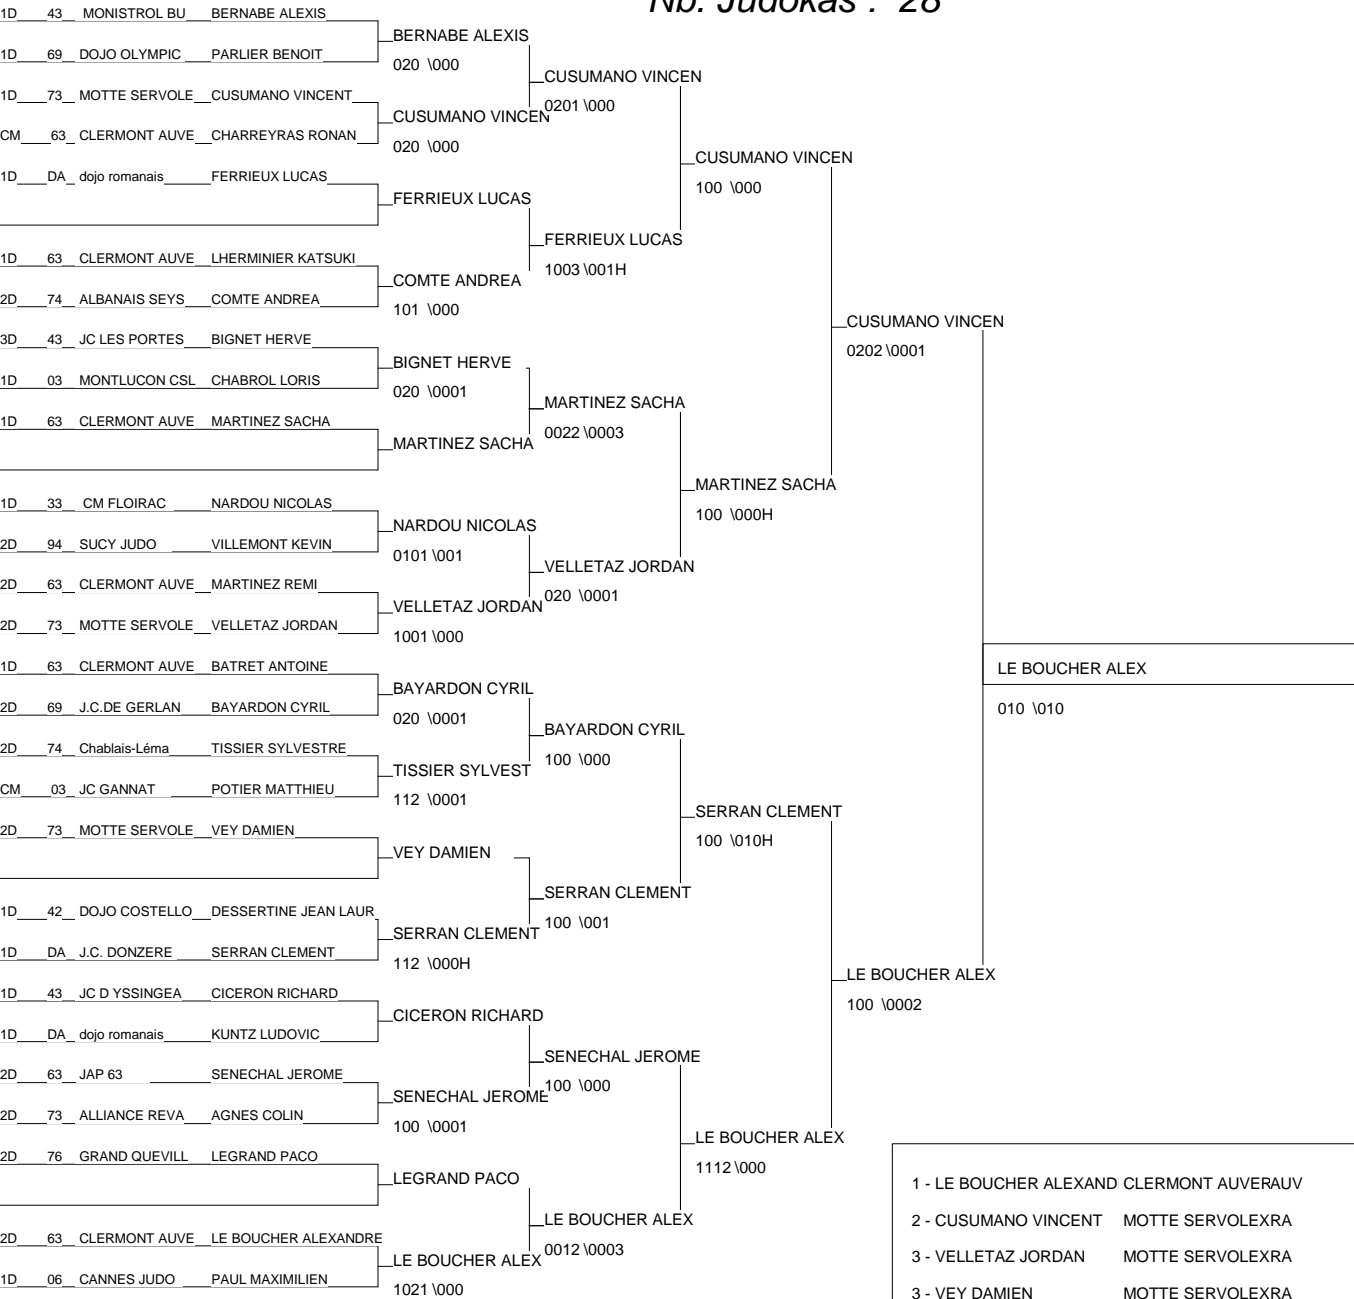 Nb. Judokas : 28
1D 43 MONISTROL BU BERNABE ALEXIS
1D 69 DOJO OLYMPIC PARLIER BENOIT
1D 73 MOTTE SERVOLE CUSUMANO VINCENT
CM 63 CLERMONT AUVE CHARREYRAS RONAN
1D DA dojo romanais FERRIEUX LUCAS
1D 63 CLERMONT AUVE LHERMINIER KATSUKI
2D 74 ALBANAIS SEYS COMTE ANDREA
3D 43 JC LES PORTES BIGNET HERVE
1D 03 MONTLUCON CSL CHABROL LORIS
1D 63 CLERMONT AUVE MARTINEZ SACHA
1D 33 CM FLOIRAC NARDOU NICOLAS
2D 94 SUCY JUDO VILLEMONT KEVIN
2D 63 CLERMONT AUVE MARTINEZ REMI
2D 73 MOTTE SERVOLE VELLETAZ JORDAN
1D 63 CLERMONT AUVE BATRET ANTOINE
2D 69 J.C.DE GERLAN BAYARDON CYRIL
2D 74 Chablais-Léma TISSIER SYLVESTRE
CM 03 JC GANNAT POTIER MATTHIEU
2D 73 MOTTE SERVOLE VEY DAMIEN
1D 42 DOJO COSTELLO DESSERTINE JEAN LAUR
1D DA J.C. DONZERE SERRAN CLEMENT
1D 43 JC D YSSINGEA CICERON RICHARD
1D DA dojo romanais KUNTZ LUDOVIC
2D 63 JAP 63 SENECHAL JEROME
2D 73 ALLIANCE REVA AGNES COLIN
2D 76 GRAND QUEVILL LEGRAND PACO
2D 63 CLERMONT AUVE LE BOUCHER ALEXANDRE
1D 06 CANNES JUDO PAUL MAXIMILIEN
BERNABE ALEXIS
020 \000
CUSUMANO VINCEN
020 \000
FERRIEUX LUCAS
COMTE ANDREA
101 \000
BIGNET HERVE
020 \0001
MARTINEZ SACHA
NARDOU NICOLAS
0101 \001
VELLETAZ JORDAN
1001 \000
BAYARDON CYRIL
020 \0001
TISSIER SYLVEST
112 \0001
VEY DAMIEN
SERRAN CLEMENT
112 \000H
CICERON RICHARD
SENECHAL JEROME
100 \0001
LEGRAND PACO
LE BOUCHER ALEX
1021 \000
CUSUMANO VINCEN
0201 \000
FERRIEUX LUCAS
1003 \001H
MARTINEZ SACHA
0022 \0003
VELLETAZ JORDAN
020 \0001
BAYARDON CYRIL
100 \000
SERRAN CLEMENT
100 \001
SENECHAL JEROME
100 \000
LE BOUCHER ALEX
0012 \0003
CUSUMANO VINCEN
100 \000
MARTINEZ SACHA
100 \000H
SERRAN CLEMENT
100 \010H
LE BOUCHER ALEX
1112 \000
CUSUMANO VINCEN
0202 \0001
LE BOUCHER ALEX
100 \0002
LE BOUCHER ALEX
010 \010
1 - LE BOUCHER ALEXAND CLERMONT AUVERAUV
2 - CUSUMANO VINCENT MOTTE SERVOLEXRA
3 - VELLETAZ JORDAN MOTTE SERVOLEXRA
3 - VEY DAMIEN MOTTE SERVOLEXRA